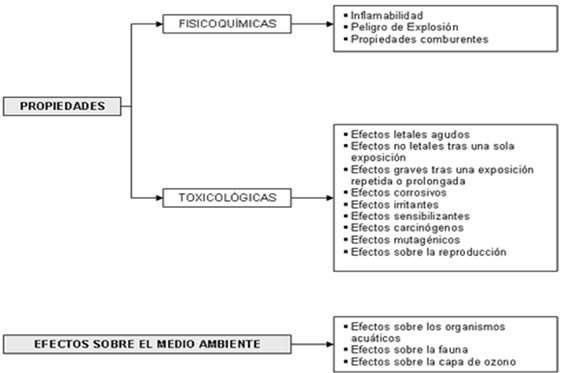 FISICOQUÍMICAS
▪ Inflamabilidad
▪ Peligro de Explosión
▪ Propiedades comburentes
PROPIEDADES
TOXICOLÓGICAS
▪ Efectos letales agudos
▪ Efectos no letales tras una sola
exposición
▪ Efectos graves tras una exposición
repetida o prolongada
▪ Efectos corrosivos
▪ Efectos irritantes
▪ Efectos sensibilizantes
▪ Efectos carcinógenos
▪ Efectos mutagénicos
▪ Efectos sobre la reproducción
EFECTOS SOBRE EL MEDIO AMBIENTE
▪ Efectos sobre los organismos
acuáticos
▪ Efectos sobre la fauna
▪ Efectos sobre la capa de ozono